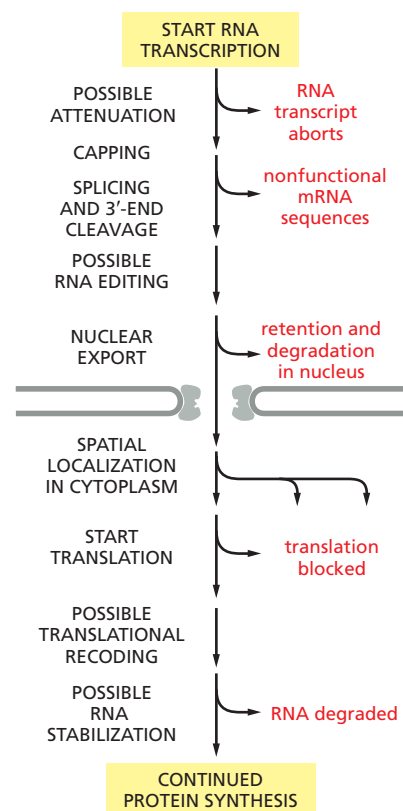 START RNA
TRANSCRIPTION
POSSIBLE
ATTENUATION
RNA
transcript
aborts
CAPPING
SPLICING
AND 3′-END
CLEAVAGE
nonfunctional
mRNA
sequences
POSSIBLE
RNA EDITING
NUCLEAR
EXPORT
retention and
degradation
in nucleus
SPATIAL
LOCALIZATION
IN CYTOPLASM
START
TRANSLATION
translation
blocked
POSSIBLE
TRANSLATIONAL
RECODING
POSSIBLE
RNA
STABILIZATION
RNA degraded
CONTINUED
PROTEIN SYNTHESIS